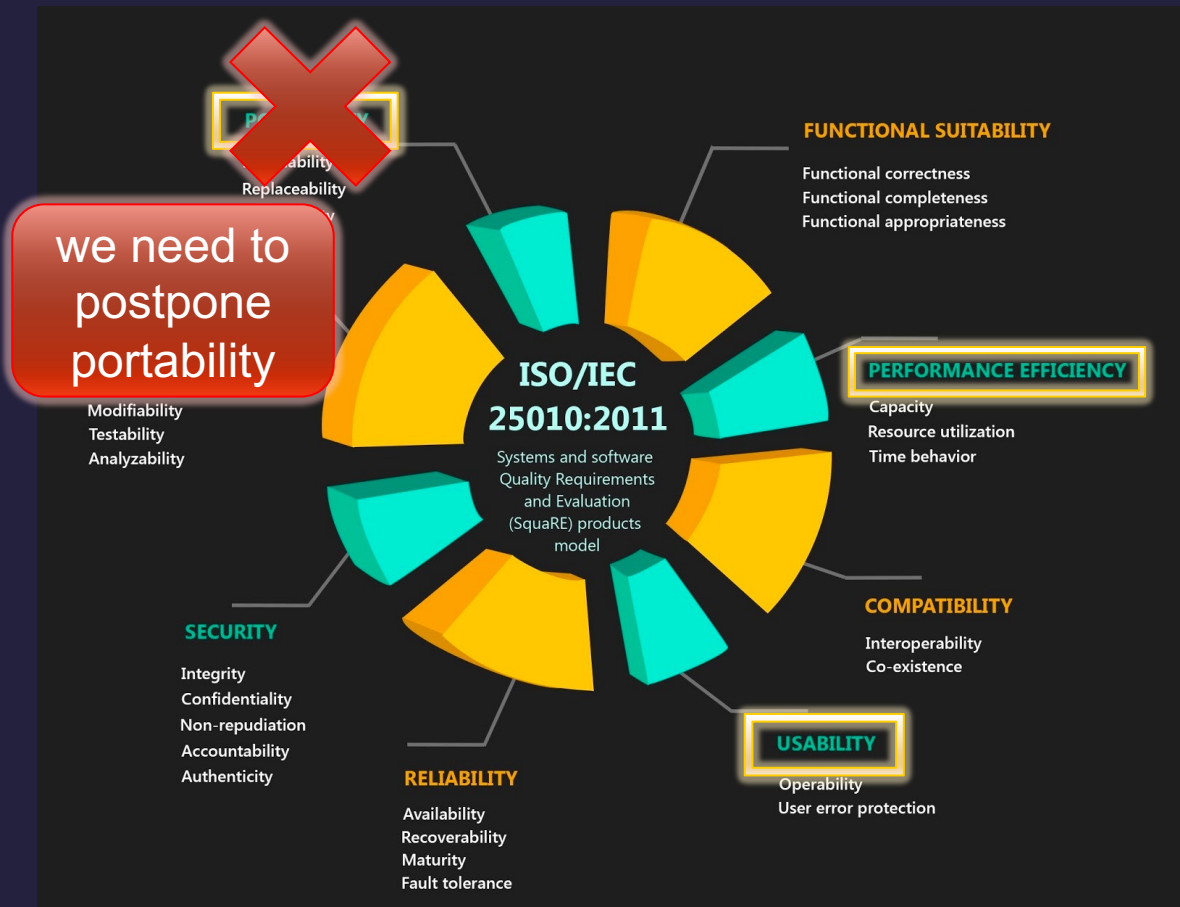 Replaceability
we need to
postpone
portability
Modifiability
Testability
Analyzability
FUNCTIONAL SUITABILITY
Functional correctness
Functional completeness
Functional appropriateness
PERFORMANCE EFFICIENCY
Capacity
Resource utilization
Time behavior
ISO/IEC
25010:2011
Systems and software
Quality Requirements
and Evaluation
(SquaRE) products
model
COMPATIBILITY
Interoperability
Co-existence
SECURITY
Integrity
Confidentiality
Non-repudiation
Accountability
Authenticity
USABILITY
Operability
User error protection
RELIABILITY
Availability
Recoverability
Maturity
Fault tolerance